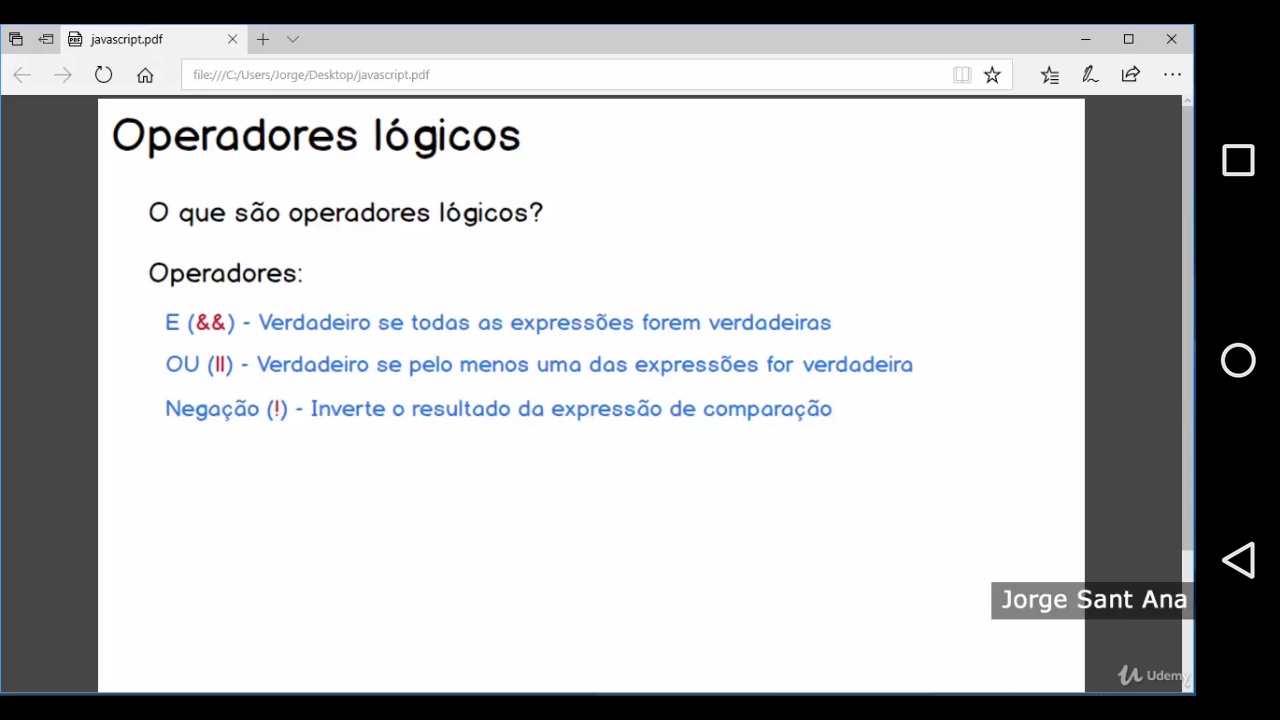 javascript.pdf
file:///C:/Users/Jorge/Desktop/javascript.pdf
Operadores lógicos
O que são operadores lógicos?
Operadores:
E (&&) - Verdadeiro se todas as expressões forem verdadeiras
OU (||) - Verdadeiro se pelo menos uma das expressões for verdadeira
Negação (!) - Inverte o resultado da expressão de comparação
Jorge Sant Ana
Udemy